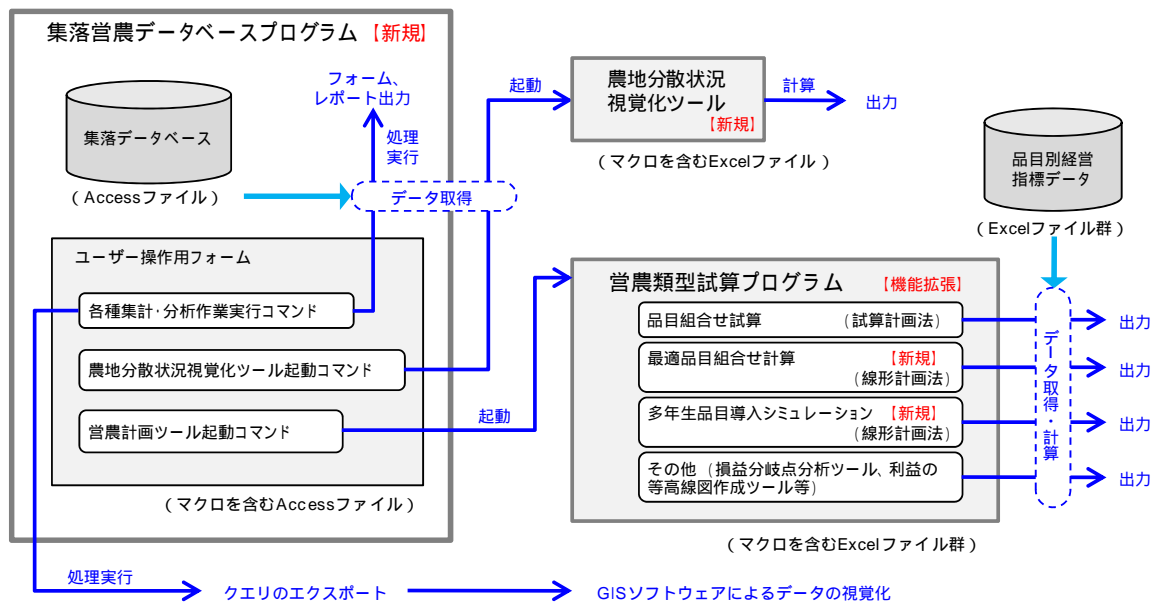 集落営農データベースプログラム【新規】
集落データベース
(Accessファイル)
フォーム、
レポート出力
処理
実行
データ取得
ユーザー操作用フォーム
各種集計・分析作業実行コマンド
農地分散状況視覚化ツール起動コマンド
営農計画ツール起動コマンド
(マクロを含むAccessファイル)
起動
農地分散状況
視覚化ツール
【新規】
(マクロを含むExcelファイル)
計算
出力
品目別経営
指標データ
(Excelファイル群)
起動
営農類型試算プログラム 【機能拡張】
品目組合せ試算 (試算計画法)
最適品目組合せ計算 【新規】
(線形計画法)
多年生品目導入シミュレーション 【新規】
(線形計画法)
その他 (損益分岐点分析ツール、利益の
等高線図作成ツール等)
(マクロを含むExcelファイル群)
データ取得・計算
出力
出力
出力
出力
処理実行
クエリのエクスポート
GISソフトウェアによるデータの視覚化